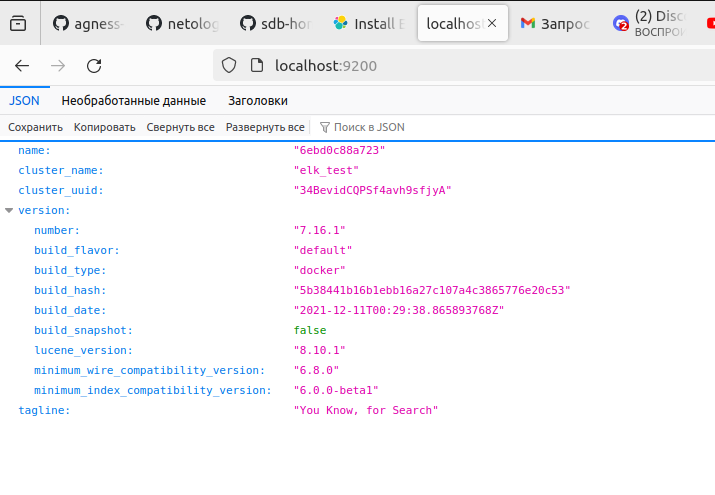 agness- netolog sdb-hor Install E localhost Запрос (2) Disc
ВОСПРОИ
localhost:9200
JSON Необработанные данные Заголовки
Сохранить Копировать Свернуть все Развернуть все Поиск в JSON
name: "6ebd0c88a723"
cluster_name: "elk_test"
cluster_uuid: "34BevidCQPSf4avh9sfjyA"
version:
number: "7.16.1"
build_flavor: "default"
build_type: "docker"
build_hash: "5b38441b16b1ebb16a27c107a4c3865776e20c53"
build_date: "2021-12-11T00:29:38.865893768Z"
build_snapshot: false
lucene_version: "8.10.1"
minimum_wire_compatibility_version: "6.8.0"
minimum_index_compatibility_version: "6.0.0-beta1"
tagline: "You Know, for Search"